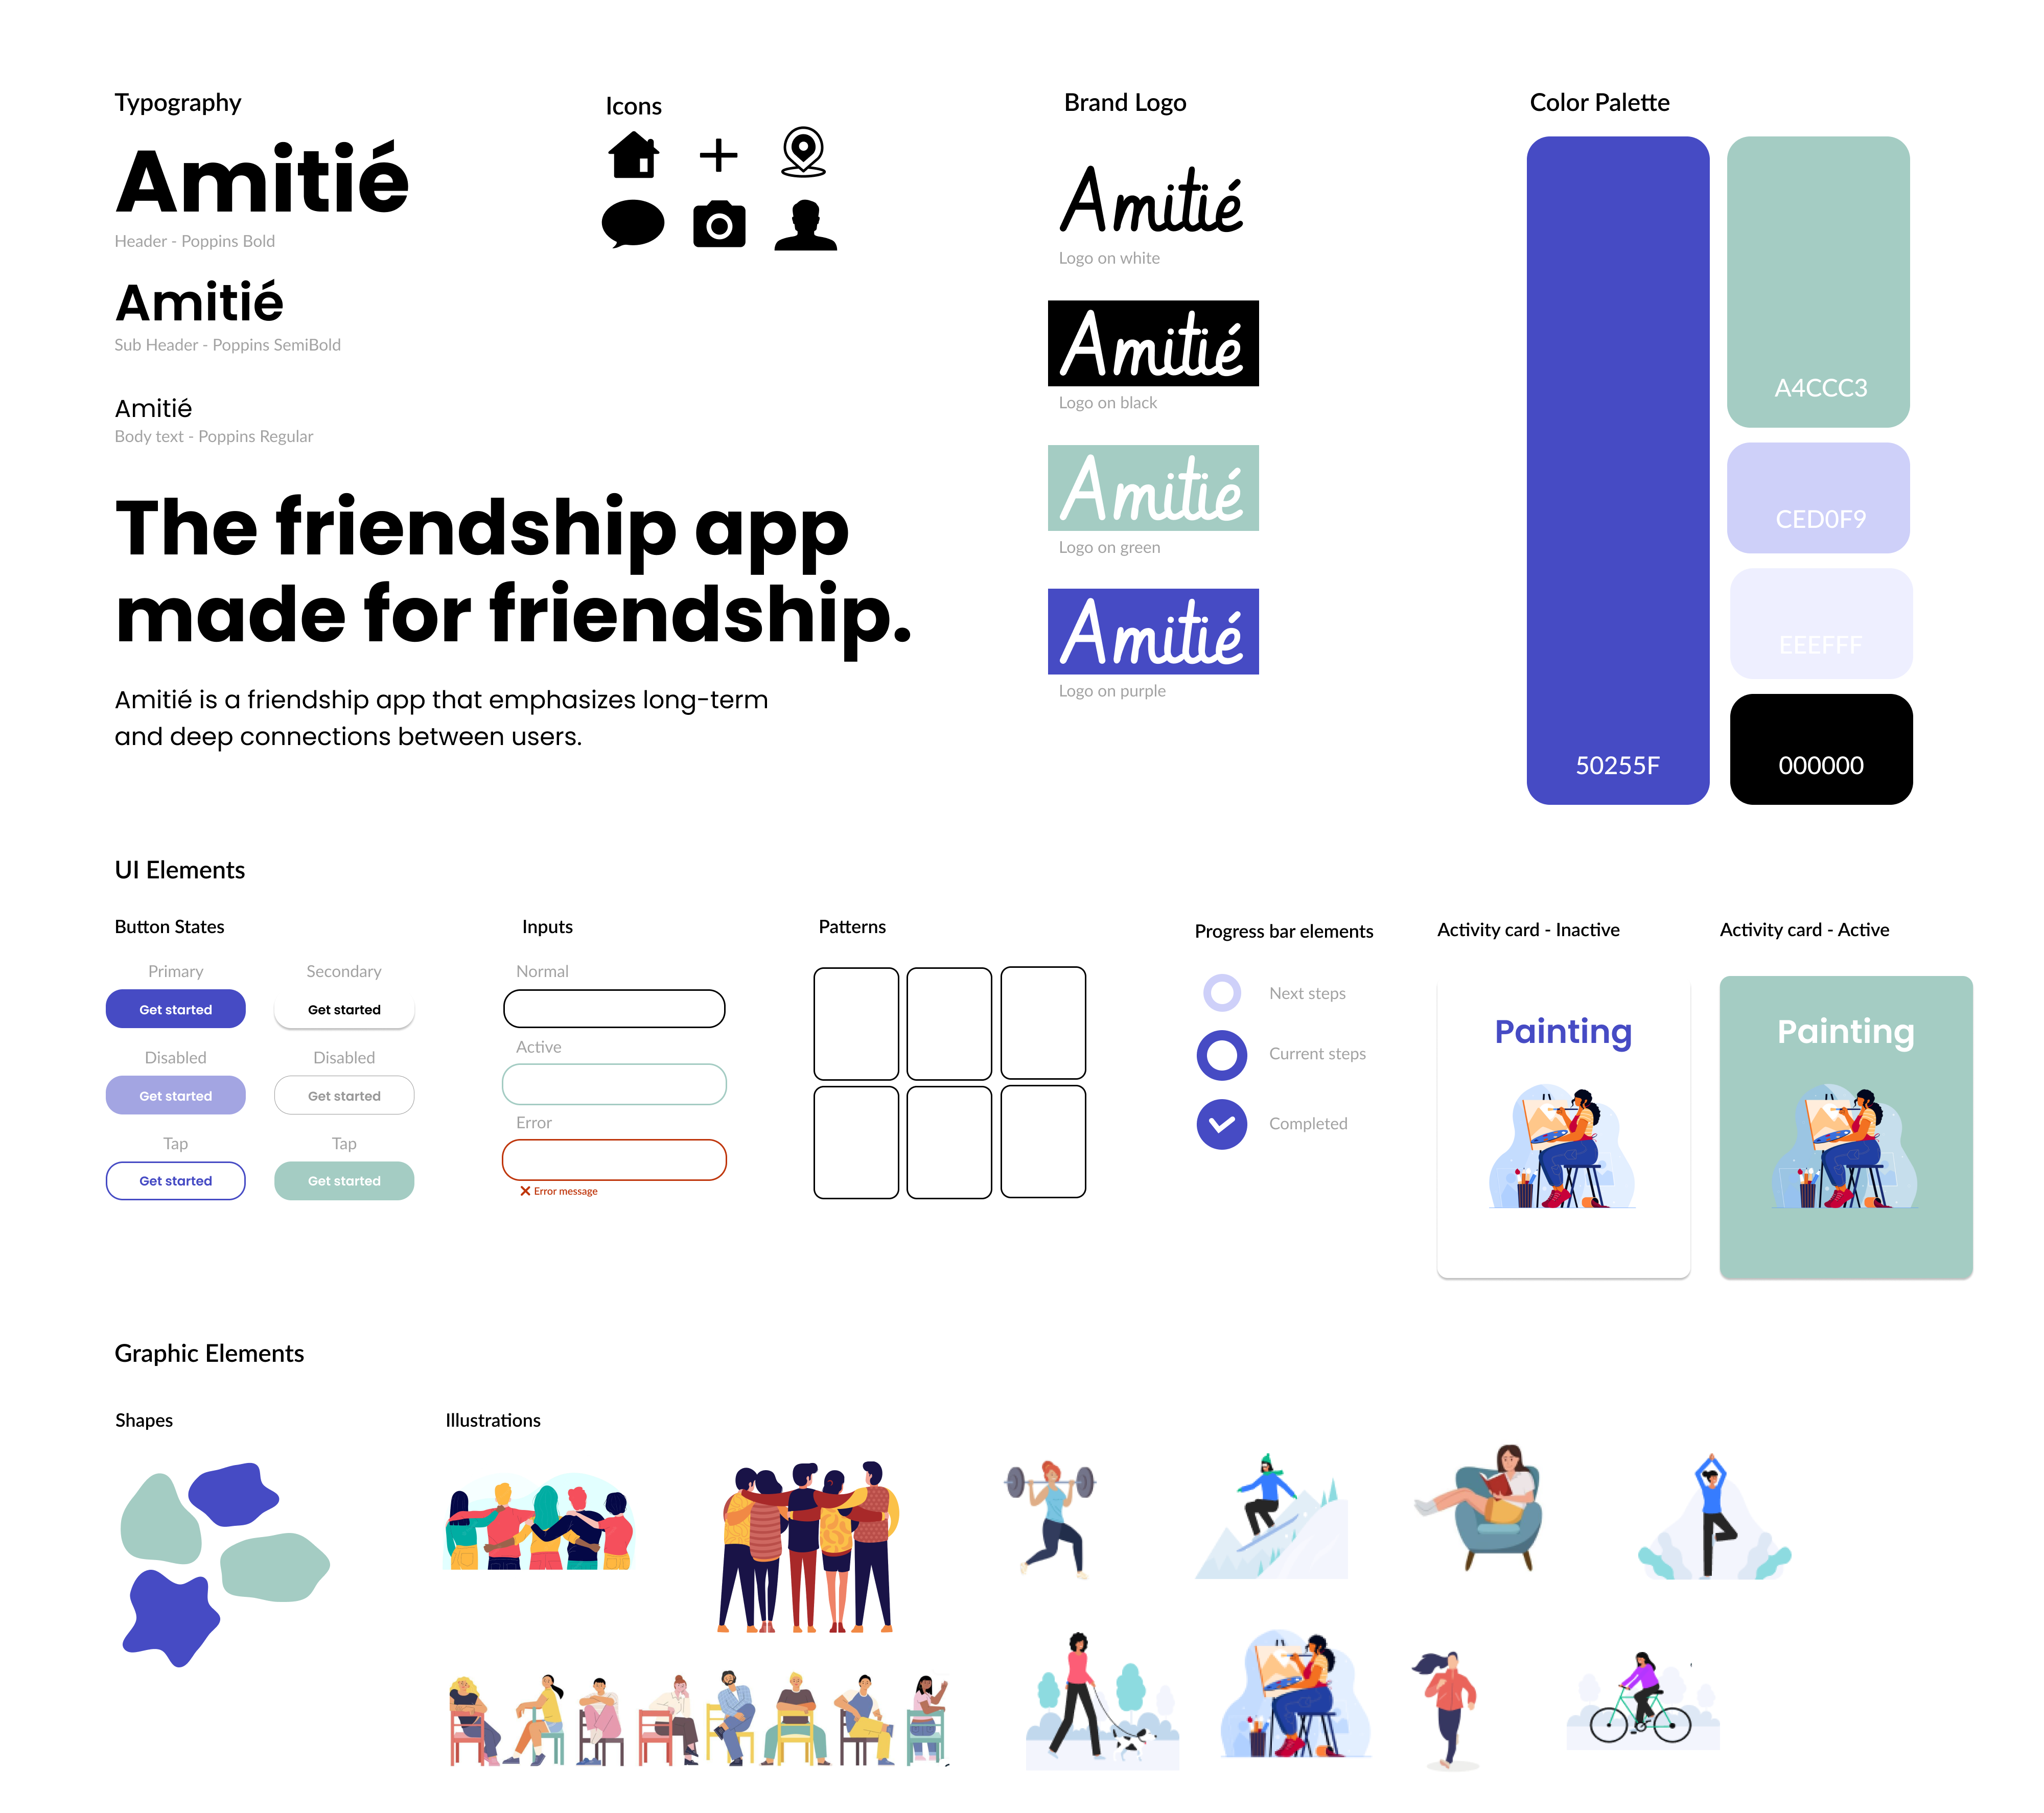 Typography
Amitié
Header - Poppins Bold
Amitié
Sub Header - Poppins SemiBold
Amitié
Body text - Poppins Regular
The friendship app
made for friendship.
Amitié is a friendship app that emphasizes long-term
and deep connections between users.
Icons
Brand Logo
Amitié
Logo on white
Amitié
Logo on black
Amitié
Logo on green
Amitié
Logo on purple
Color Palette
50255F
A4CCC3
CED0F9
EEEFFF
000000
UI Elements
Button States
Primary
Get started
Disabled
Get started
Tap
Get started
Secondary
Get started
Disabled
Get started
Tap
Get started
Inputs
Normal
Active
Error
Error message
Patterns
Progress bar elements
Next steps
Current steps
Completed
Activity card - Inactive
Painting
Activity card - Active
Painting
Graphic Elements
Shapes
Illustrations